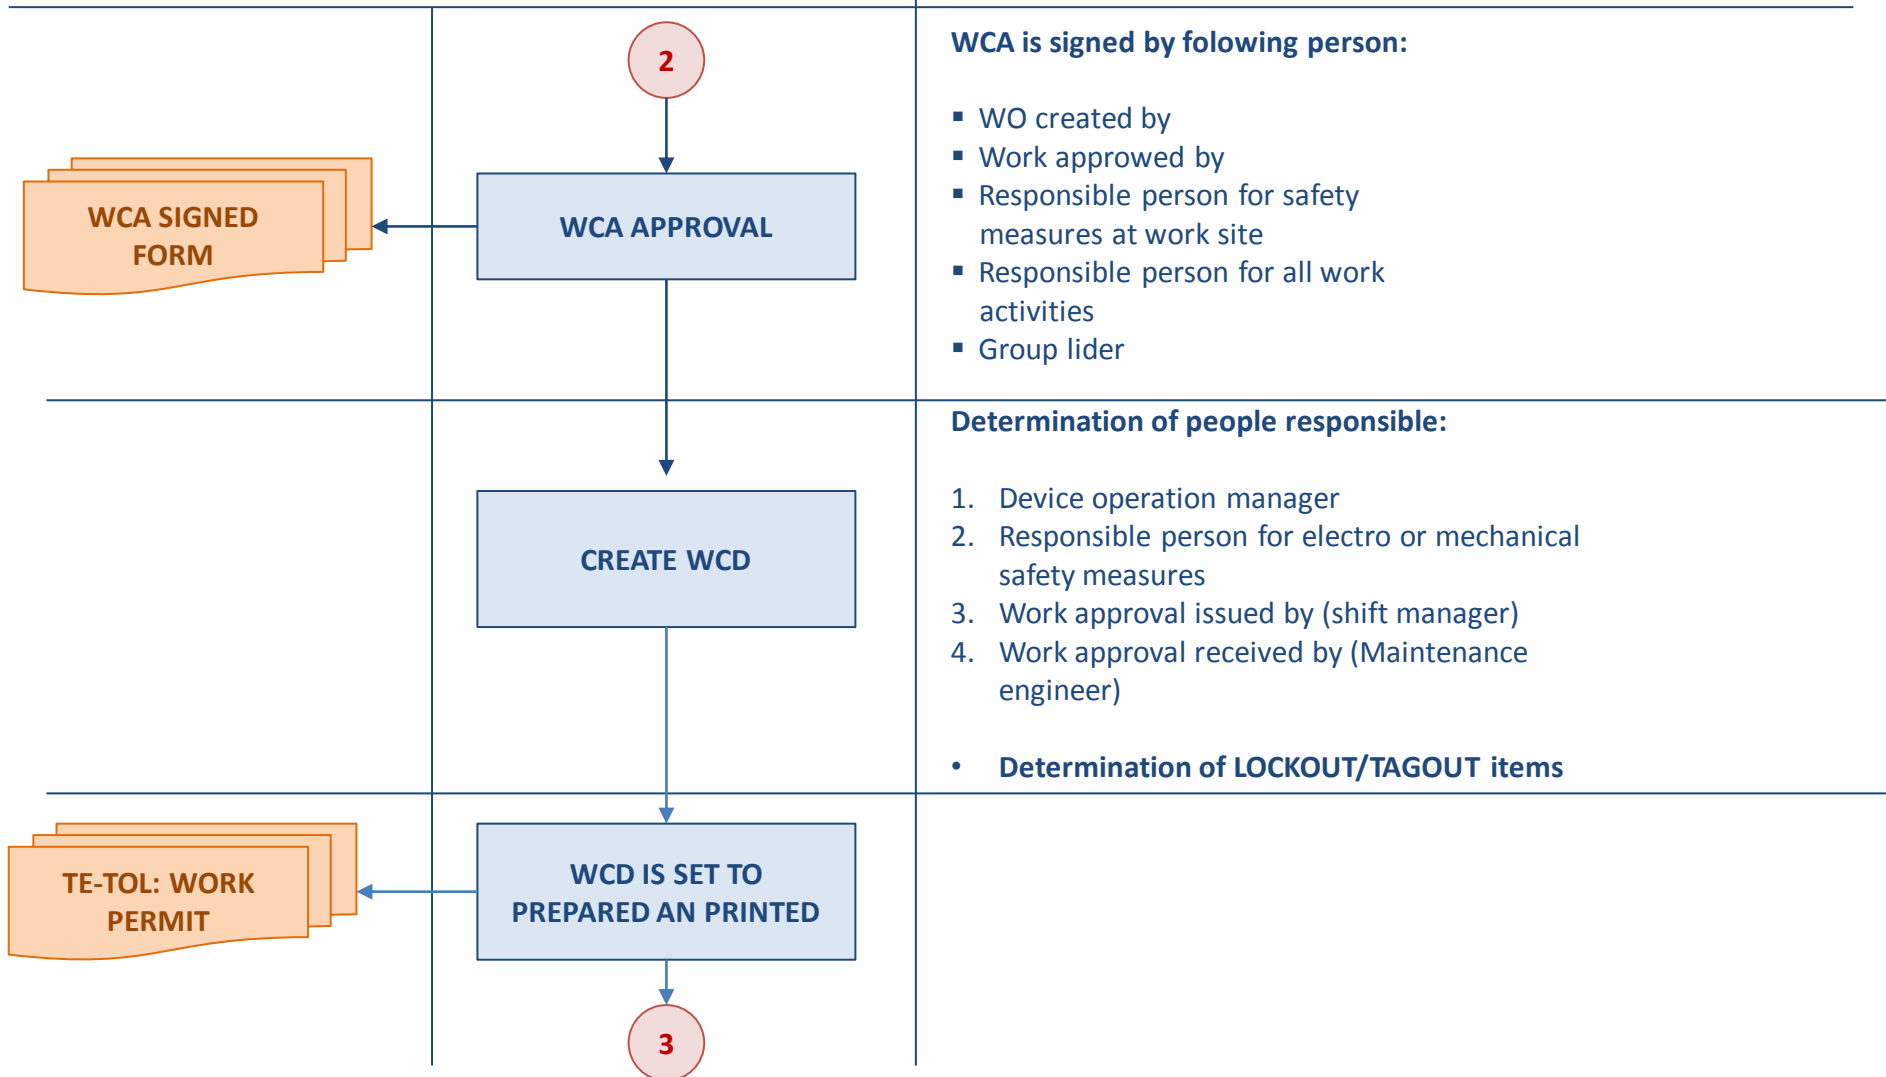 2
WCA SIGNED
FORM
WCA APPROVAL
WCA is signed by folowing person:
▪ WO created by
▪ Work approwed by
▪ Responsible person for safety
measures at work site
▪ Responsible person for all work
activities
▪ Group lider
CREATE WCD
Determination of people responsible:
1. Device operation manager
2. Responsible person for electro or mechanical
safety measures
3. Work approval issued by (shift manager)
4. Work approval received by (Maintenance
engineer)
• Determination of LOCKOUT/TAGOUT items
TE-TOL: WORK
PERMIT
WCD IS SET TO
PREPARED AN PRINTED
3